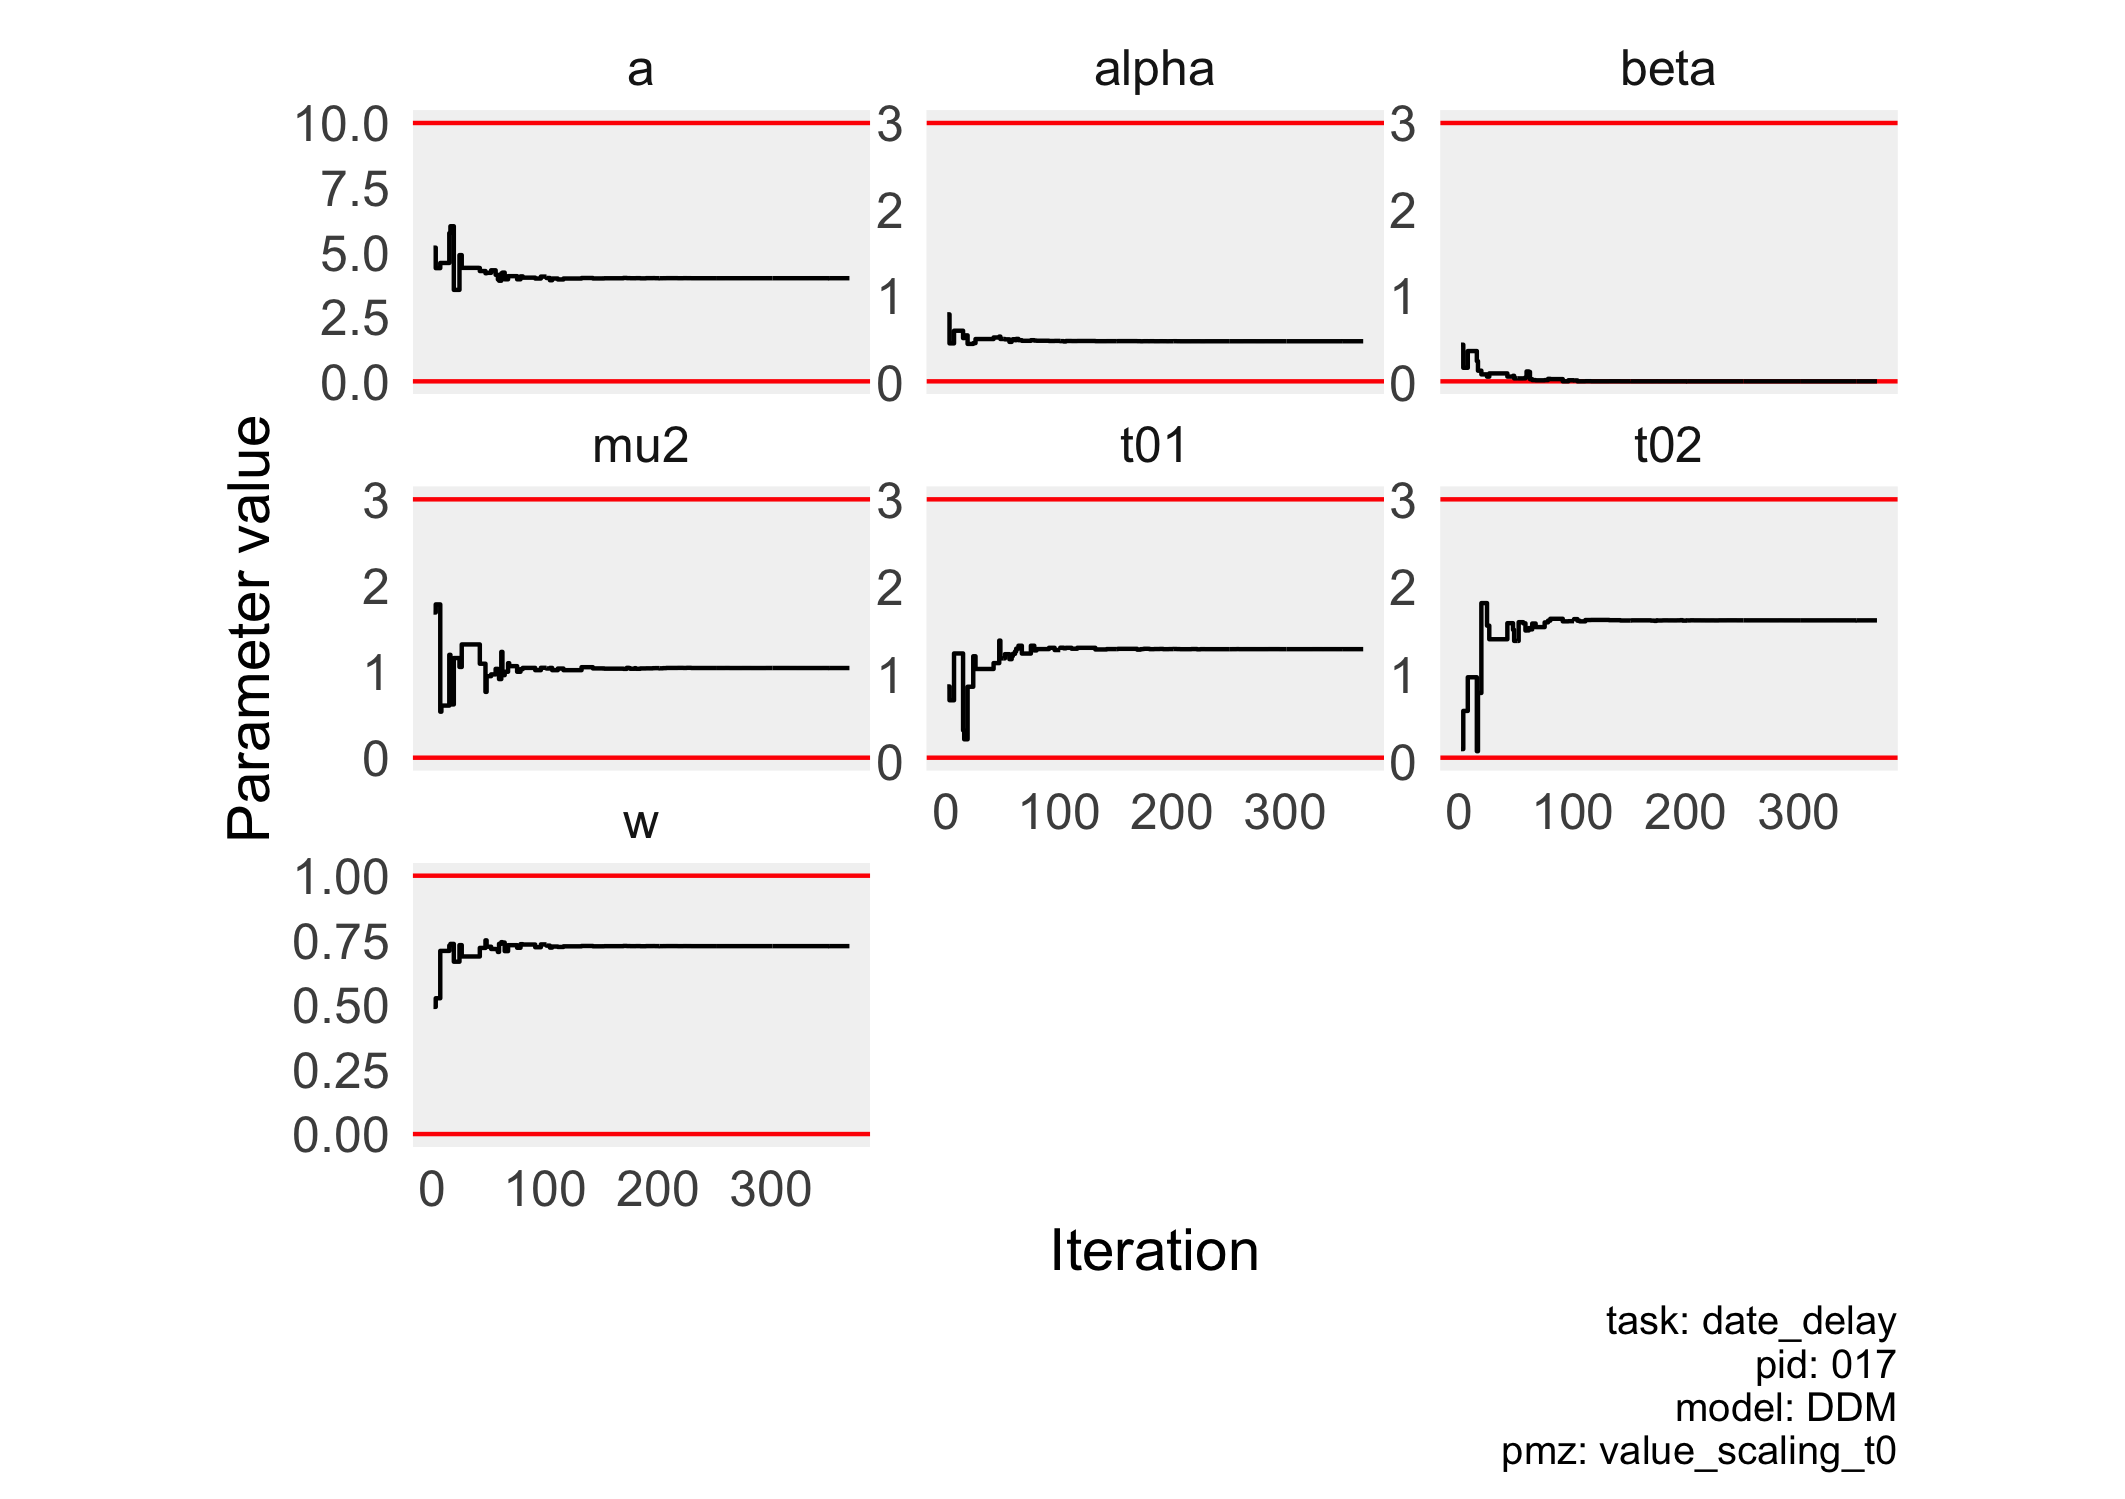 a alpha beta
10.0 3 3
7.5
2 2
5.0
1 1
2.5
0.0 0 0
mu2 t01 t02
3 3 3
2 2 2
1 1 1
0 0 0
0 100 200 300 0 100 200 300
w
1.00
0.75
0.50
0.25
0.00
0 100 200 300
Parameter value
Iteration
task: date_delay
pid: 017
model: DDM
pmz: value_scaling_t0